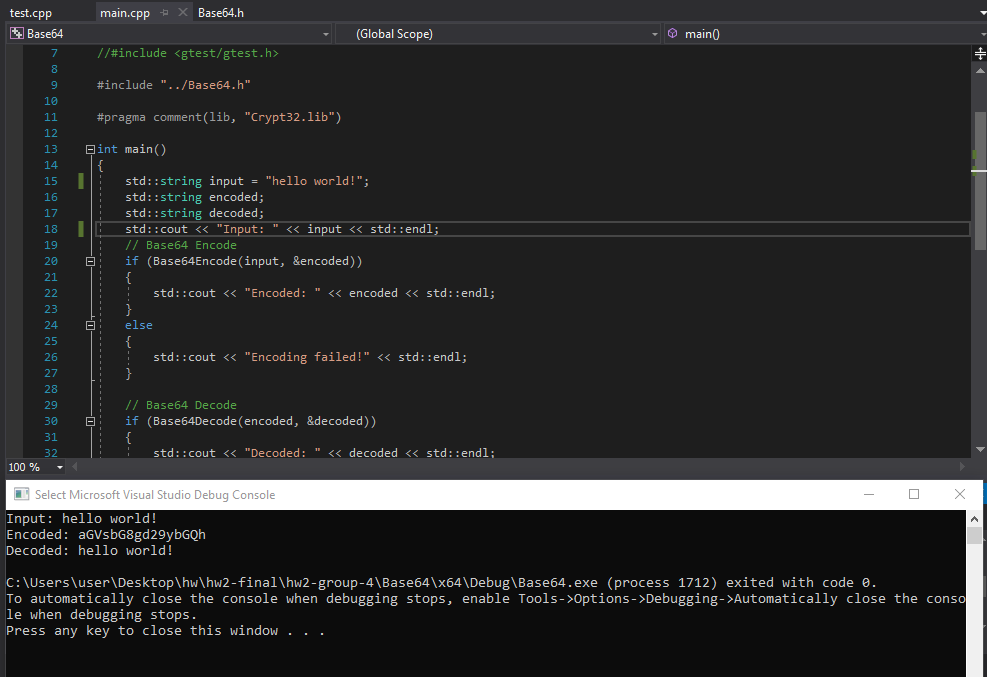 test.cpp main.cpp Base64.h
Base64 (Global Scope) main()
7 //#include <gtest/gtest.h>
8
9 #include "../Base64.h"
10
11 #pragma comment(lib, "Crypt32.lib")
12
13 int main()
14 {
15 std::string input = "hello world!";
16 std::string encoded;
17 std::string decoded;
18 std::cout << "Input: " << input << std::endl;
19 // Base64 Encode
20 if (Base64Encode(input, &encoded))
21 {
22 std::cout << "Encoded: " << encoded << std::endl;
23 }
24 else
25 {
26 std::cout << "Encoding failed!" << std::endl;
27 }
28
29 // Base64 Decode
30 if (Base64Decode(encoded, &decoded))
31 {
32 std::cout << "Decoded: " << decoded << std::endl;
100 %
Select Microsoft Visual Studio Debug Console
Input: hello world!
Encoded: aGVsbG8gd29ybGQh
Decoded: hello world!
C:\Users\user\Desktop\hw\hw2-final\hw2-group-4\Base64\x64\Debug\Base64.exe (process 1712) exited with code 0.
To automatically close the console when debugging stops, enable Tools->Options->Debugging->Automatically close the conso
le when debugging stops.
Press any key to close this window . . .